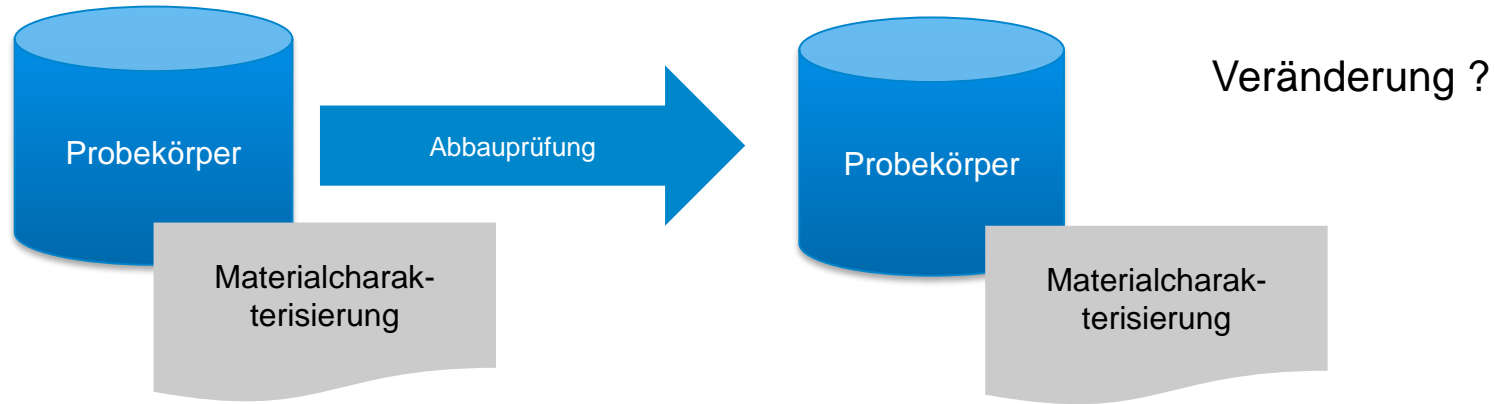 Probekörper
Materialcharak-
terisierung
Abbauprüfung
Probekörper
Materialcharak-
terisierung
Veränderung ?